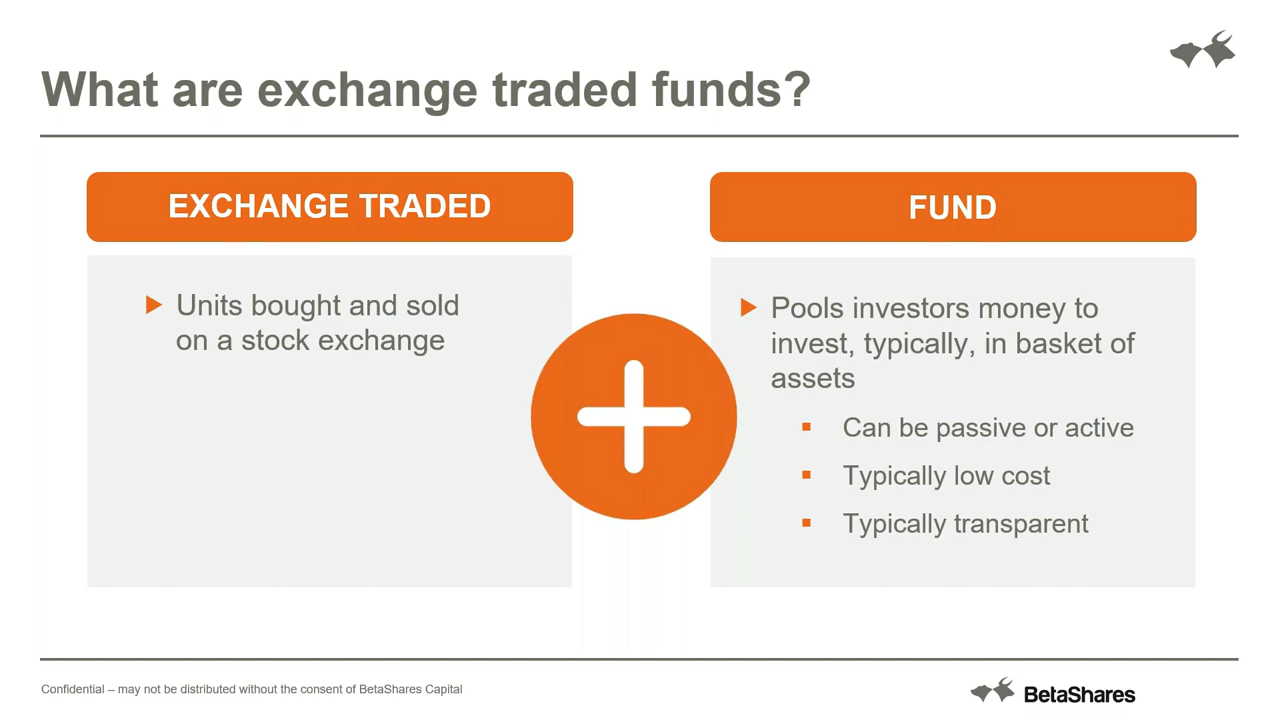 What are exchange traded funds?
EXCHANGE TRADED
Units bought and sold
on a stock exchange
FUND
Pools investors money to
invest, typically, in basket of
assets
Can be passive or active
Typically low cost
Typically transparent
Confidential – may not be distributed without the consent of BetaShares Capital
BetaShares